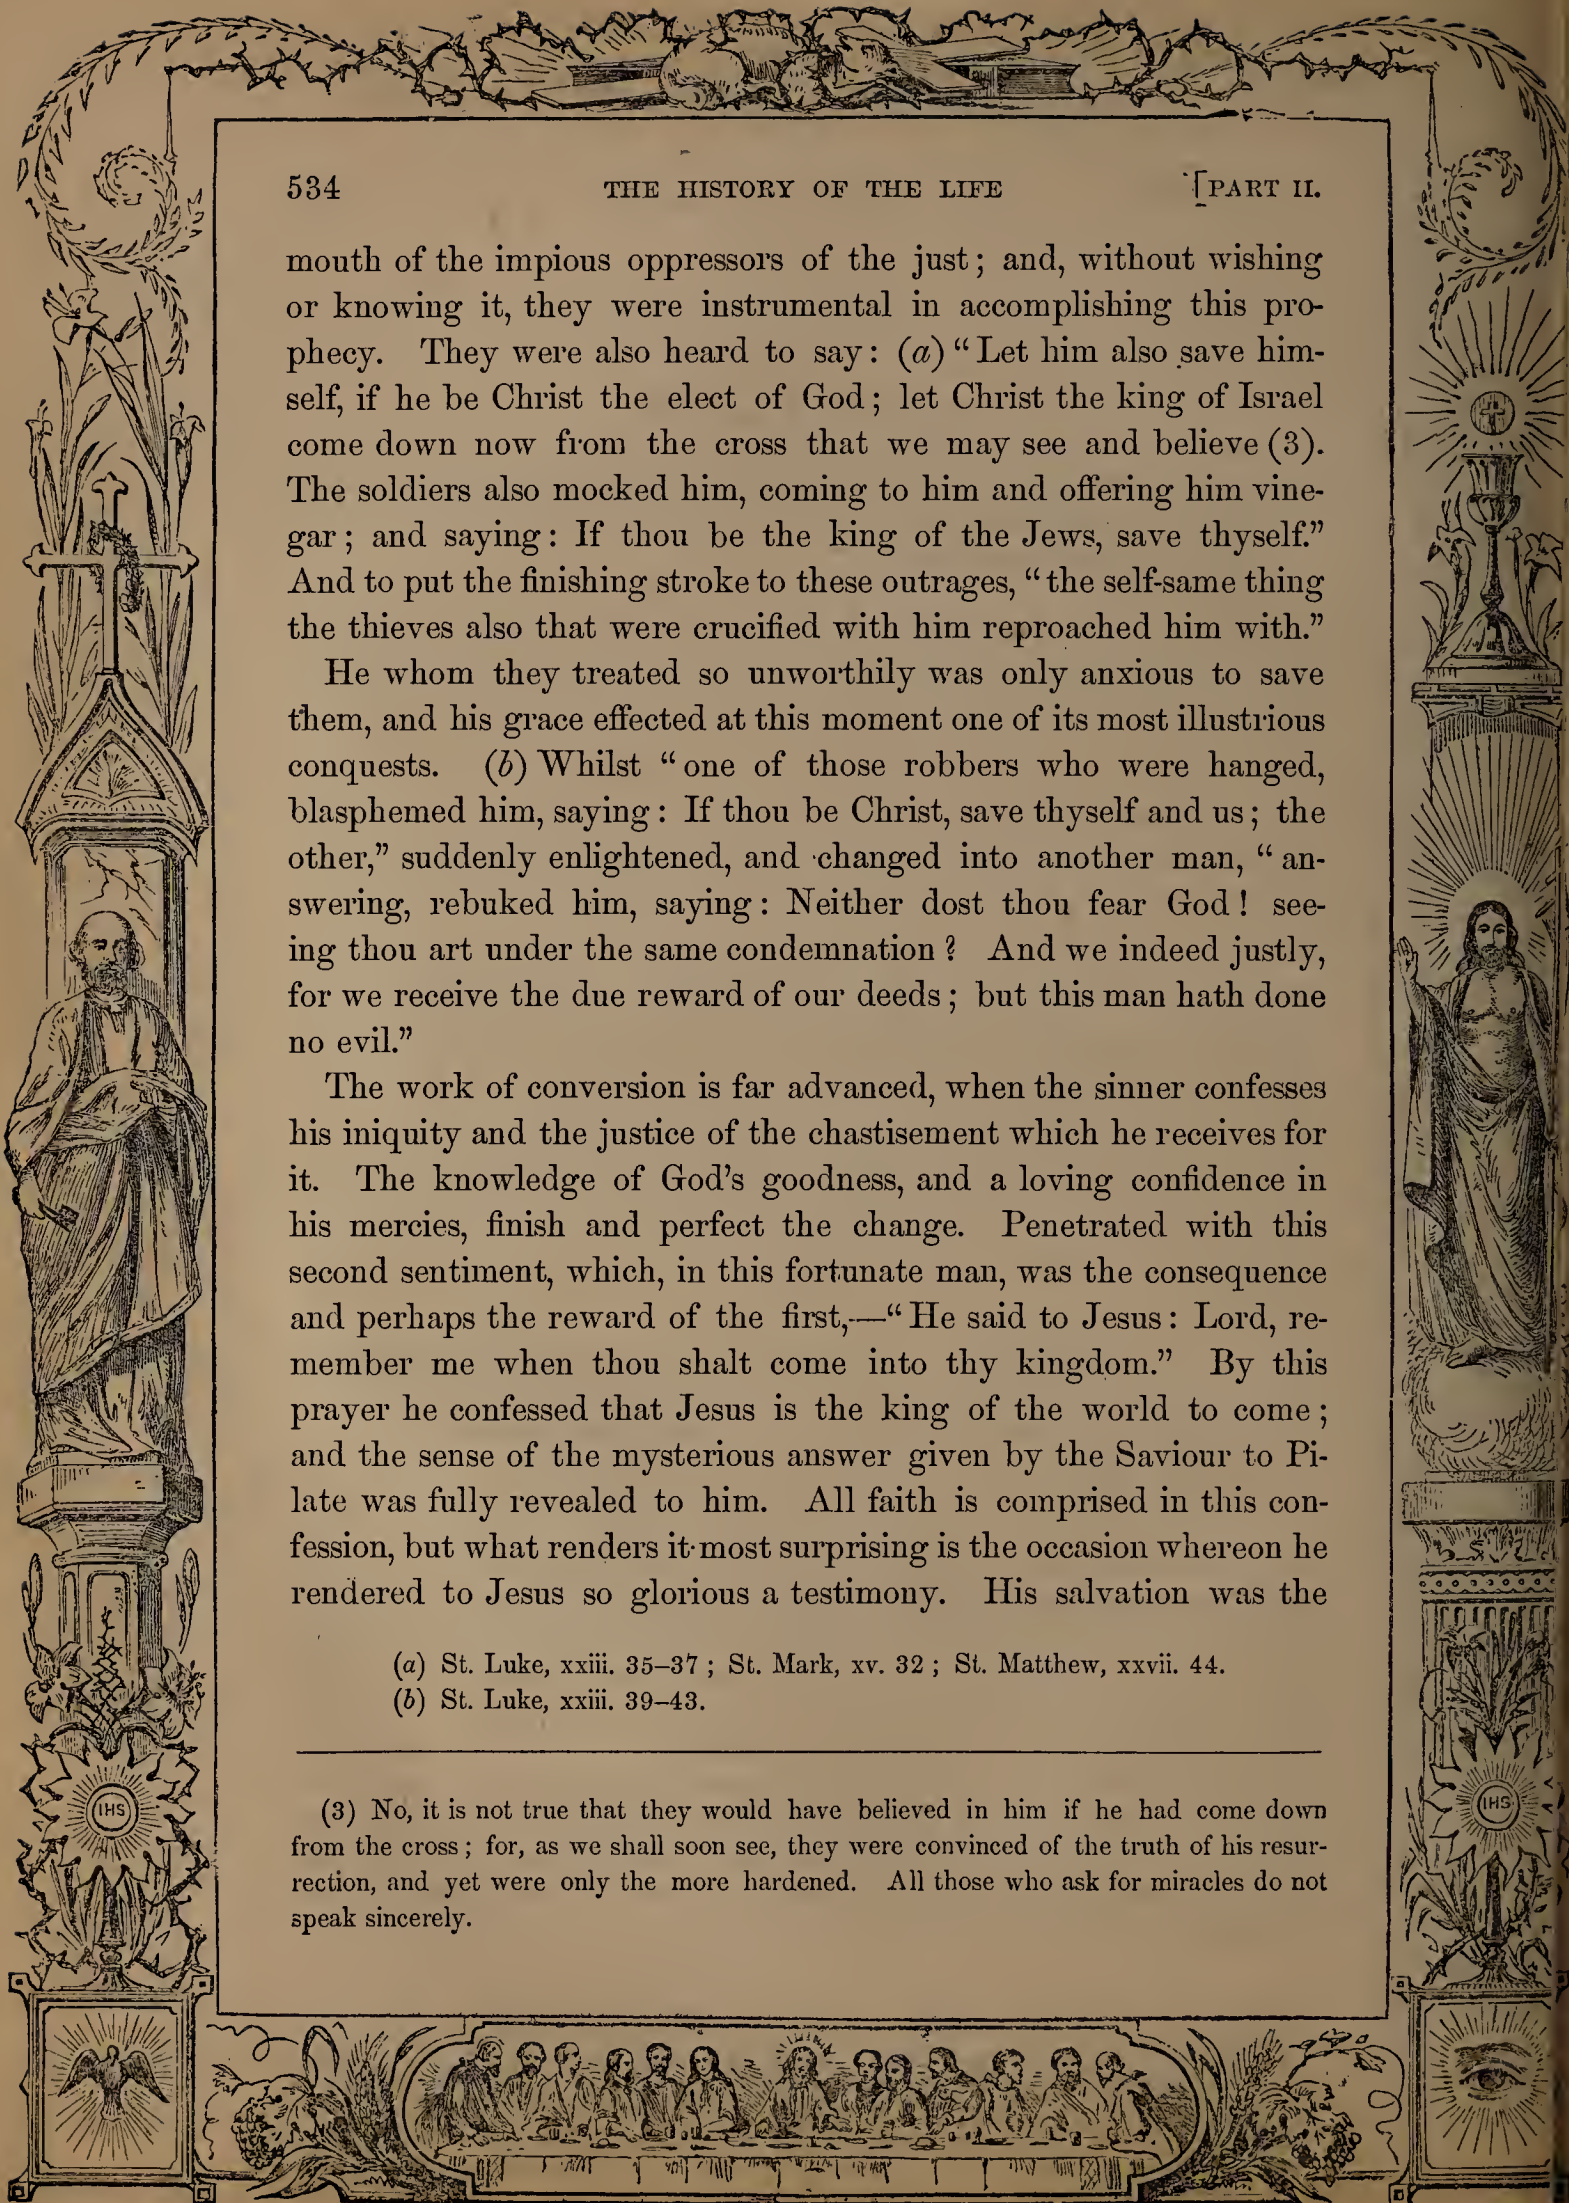 534 THE HISTORY OF THE LIFE [PART II.
mouth of the impious oppressors of the just; and, without wishing
or knowing it, they were instrumental in accomplishing this pro-
phecy. They were also heard to say: (a) “Let him also save him-
self, if he be Christ the elect of God; let Christ the king of Israel
come down now from the cross that we may see and believe (3).
The soldiers also mocked him, coming to him and offering him vine-
gar; and saying: If thou be the king of the Jews, save thyself.”
And to put the finishing stroke to these outrages, “the self-same thing
the thieves also that were crucified with him reproached him with.”
He whom they treated so unworthily was only anxious to save
them, and his grace effected at this moment one of its most illustrious
conquests. (b) Whilst “one of those robbers who were hanged,
blasphemed him, saying: If thou be Christ, save thyself and us; the
other,” suddenly enlightened, and changed into another man, “an-
swering, rebuked him, saying: Neither dost thou fear God! see-
ing thou art under the same condemnation? And we indeed justly,
for we receive the due reward of our deeds; but this man hath done
no evil.”
The work of conversion is far advanced, when the sinner confesses
his iniquity and the justice of the chastisement which he receives for
it. The knowledge of God’s goodness, and a loving confidence in
his mercies, finish and perfect the change. Penetrated with this
second sentiment, which, in this fortunate man, was the consequence
and perhaps the reward of the first,—“He said to Jesus: Lord, re-
member me when thou shalt come into thy kingdom.” By this
prayer he confessed that Jesus is the king of the world to come;
and the sense of the mysterious answer given by the Saviour to Pi-
late was fully revealed to him. All faith is comprised in this con-
fession, but what renders it most surprising is the occasion whereon he
rendered to Jesus so glorious a testimony. His salvation was the
(a) St. Luke, xxiii. 35–37; St. Mark, xv. 32; St. Matthew, xxvii. 44.
(b) St. Luke, xxiii. 39–43.
(3) No, it is not true that they would have believed in him if he had come down
from the cross; for, as we shall soon see, they were convinced of the truth of his resur-
rection, and yet were only the more hardened. All those who ask for miracles do not
speak sincerely.
IHS
IHS